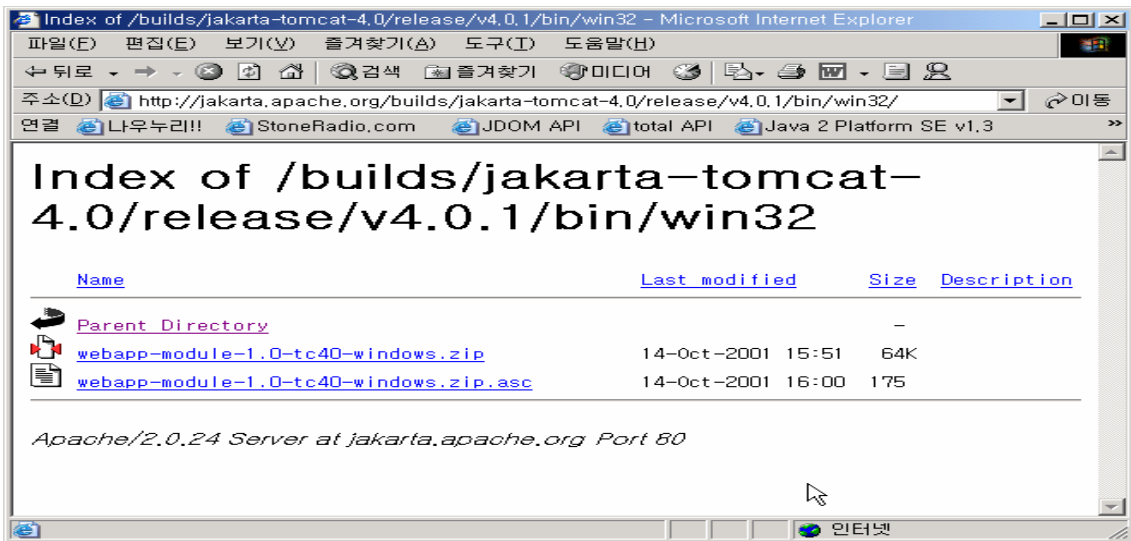 Index of /builds/jakarta-tomcat-4,0/release/v4,0,1/bin/win32 - Microsoft Internet Explorer
파일(F) 편집(E) 보기(V) 즐겨찾기(A) 도구(T) 도움말(H)
뒤로 검색 즐겨찾기 미디어
주소(D) http://jakarta,apache,org/builds/jakarta-tomcat-4,0/release/v4,0,1/bin/win32/ 이동
연결 나우누리!! StoneRadio,com JDOM API total API Java 2 Platform SE v1,3 »
Index of /builds/jakarta-tomcat-
4.0/release/v4.0.1/bin/win32
Name Last modified Size Description
Parent Directory -
webapp-module-1.0-tc40-windows.zip 14-Oct-2001 15:51 64K
webapp-module-1.0-tc40-windows.zip.asc 14-Oct-2001 16:00 175
Apache/2,0,24 Server at jakarta,apache,org Port 80
인터넷